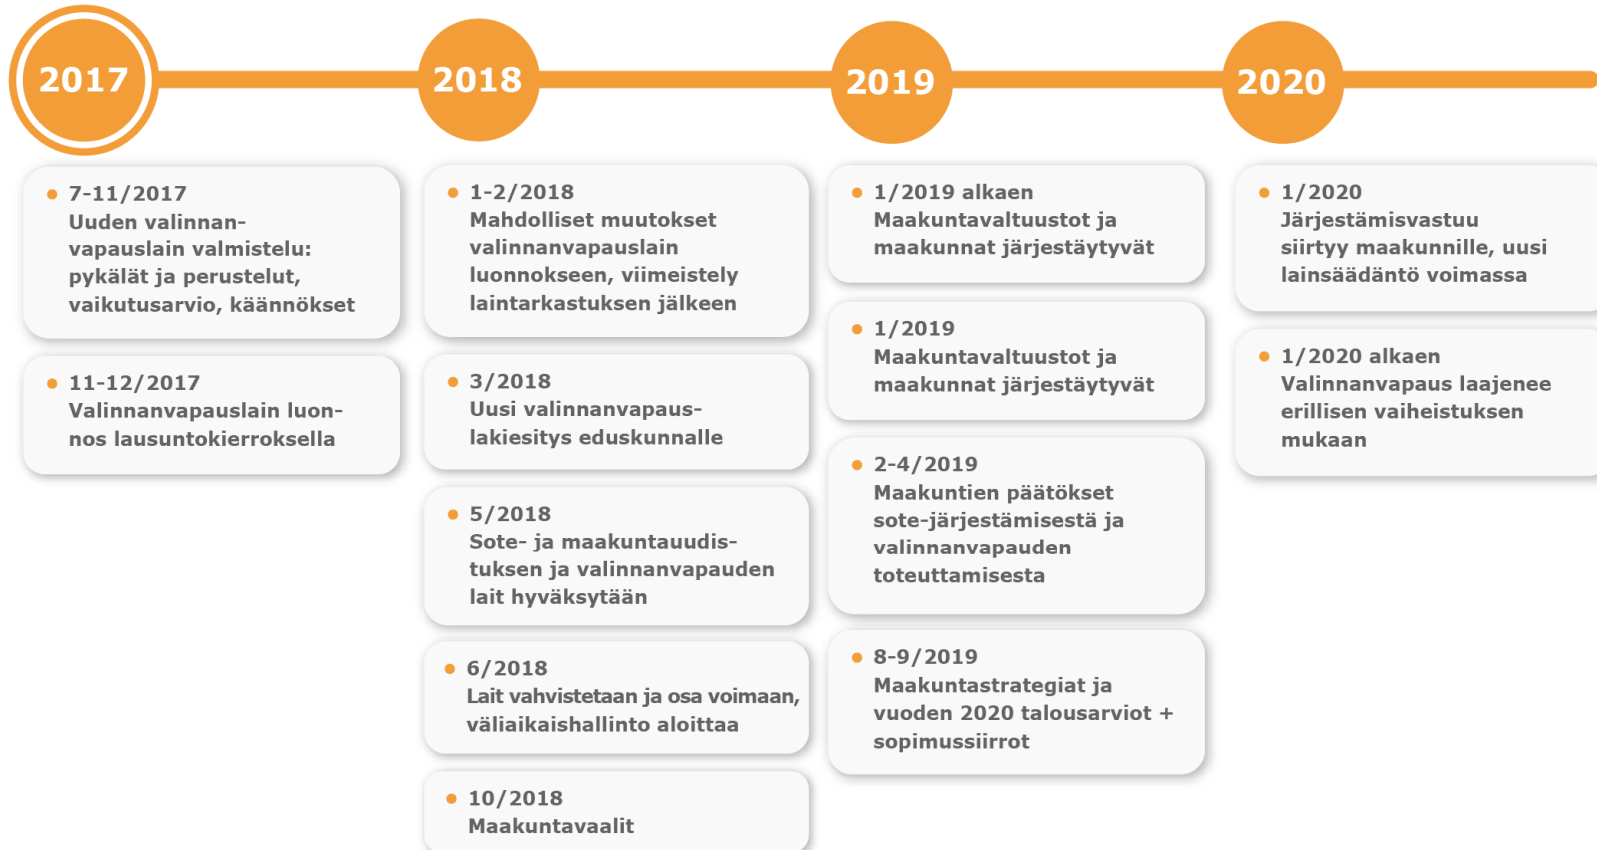 2017
2018
2019
2020
7-11/2017
Uuden valinnan-
vapauslain valmistelu:
pykälät ja perustelut,
vaikutusarvio, käännökset
11-12/2017
Valinnanvapauslain luon-
nos lausuntokierroksella
1-2/2018
Mahdolliset muutokset
valinnanvapauslain
luonnokseen, viimeistely
laintarkastuksen jälkeen
3/2018
Uusi valinnanvapaus-
lakiesitys eduskunnalle
5/2018
Sote- ja maakuntauudis-
tuksen ja valinnanvapauden
lait hyväksytään
6/2018
Lait vahvistetaan ja osa voimaan,
väliaikaishallinto aloittaa
10/2018
Maakuntavaalit
1/2019 alkaen
Maakuntavaltuustot ja
maakunnat järjestäytyvät
1/2019
Maakuntavaltuustot ja
maakunnat järjestäytyvät
2-4/2019
Maakuntien päätökset
sote-järjestämisestä ja
valinnanvapauden
toteuttamisesta
8-9/2019
Maakuntastrategiat ja
vuoden 2020 talousarviot +
sopimussiirrot
1/2020
Järjestämisvastuu
siirtyy maakunnille, uusi
lainsäädäntö voimassa
1/2020 alkaen
Valinnanvapaus laajenee
erillisen vaiheistuksen
mukaan